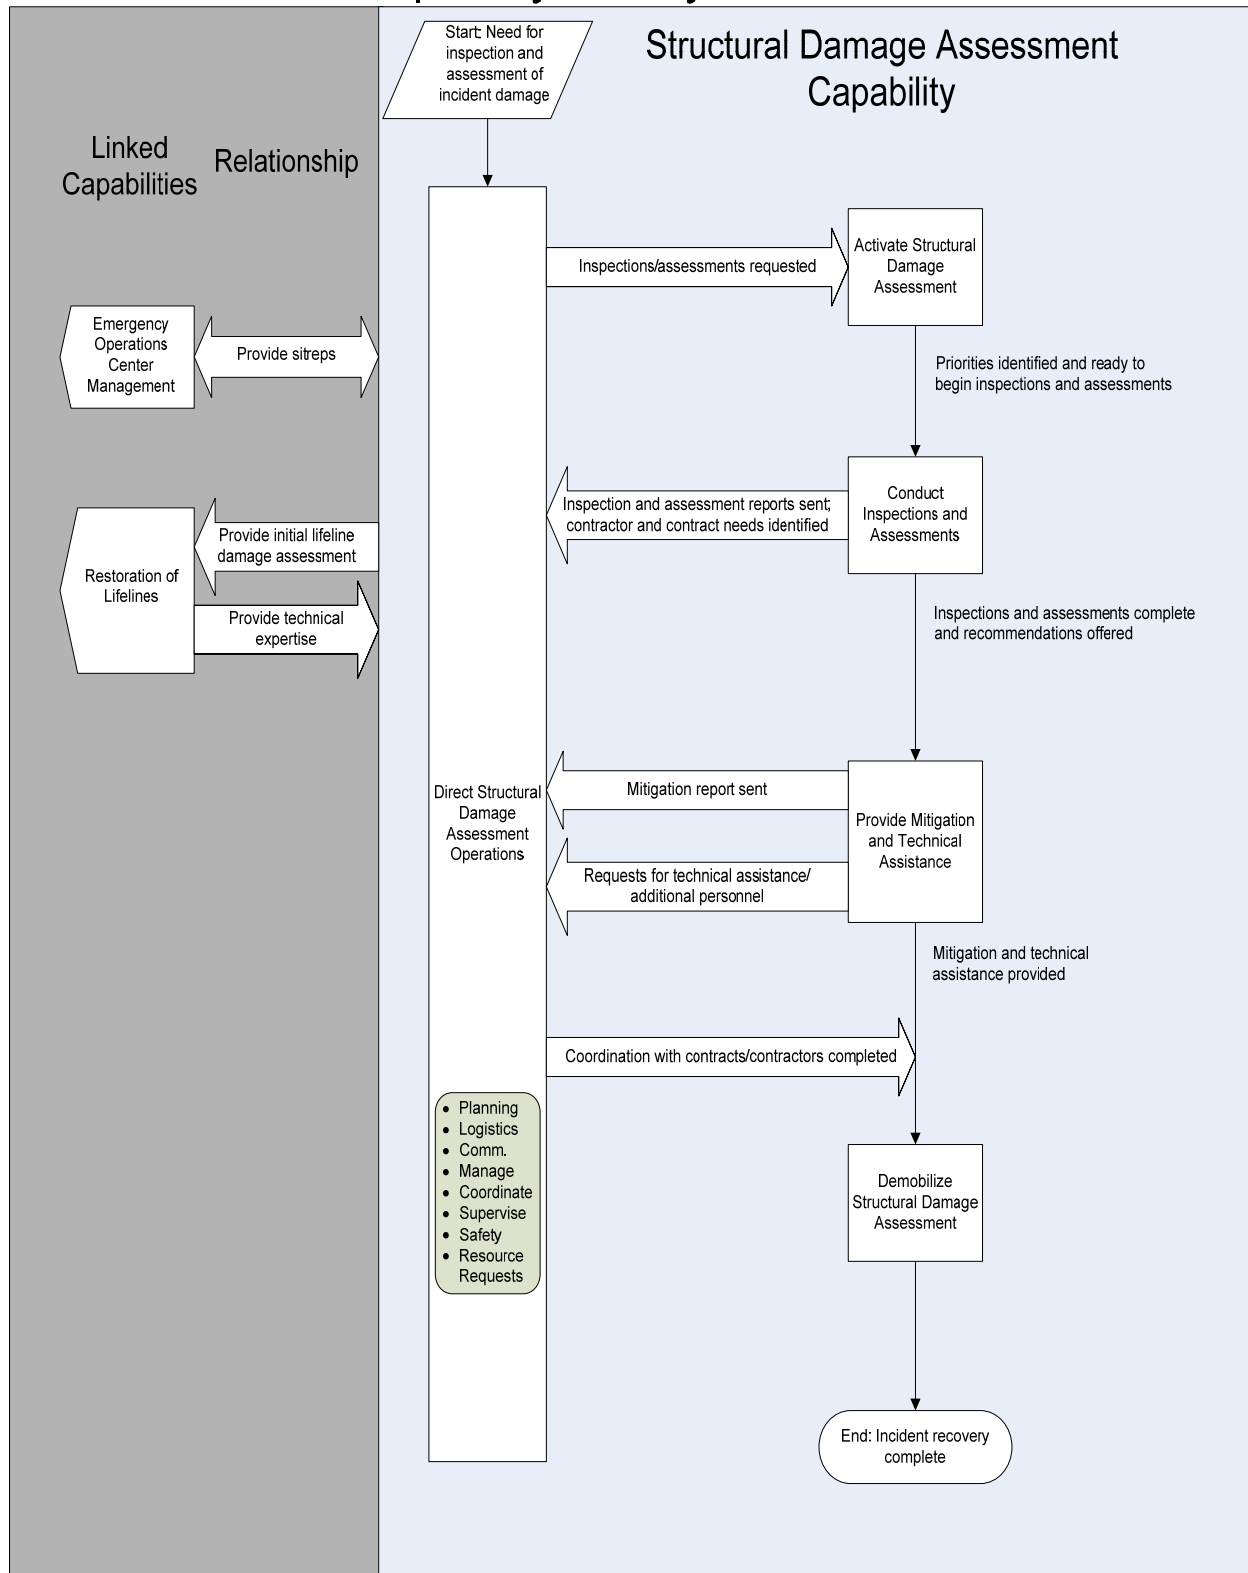 Start: Need for
inspection and
assessment of
incident damage
Structural Damage Assessment
Capability
Linked
Capabilities
Relationship
Inspections/assessments requested
Activate Structural
Damage
Assessment
Emergency
Operations
Center
Management
Provide sitreps
Priorities identified and ready to
begin inspections and assessments
Inspection and assessment reports sent;
contractor and contract needs identified
Conduct
Inspections and
Assessments
Provide initial lifeline
damage assessment
Restoration of
Lifelines
Provide technical
expertise
Inspections and assessments complete
and recommendations offered
Direct Structural
Damage
Assessment
Operations
Mitigation report sent
Provide Mitigation
and Technical
Assistance
Requests for technical assistance/
additional personnel
Mitigation and technical
assistance provided
Coordination with contracts/contractors completed
• Planning
• Logistics
• Comm.
• Manage
• Coordinate
• Supervise
• Safety
• Resource
Requests
Demobilize
Structural Damage
Assessment
End: Incident recovery
complete